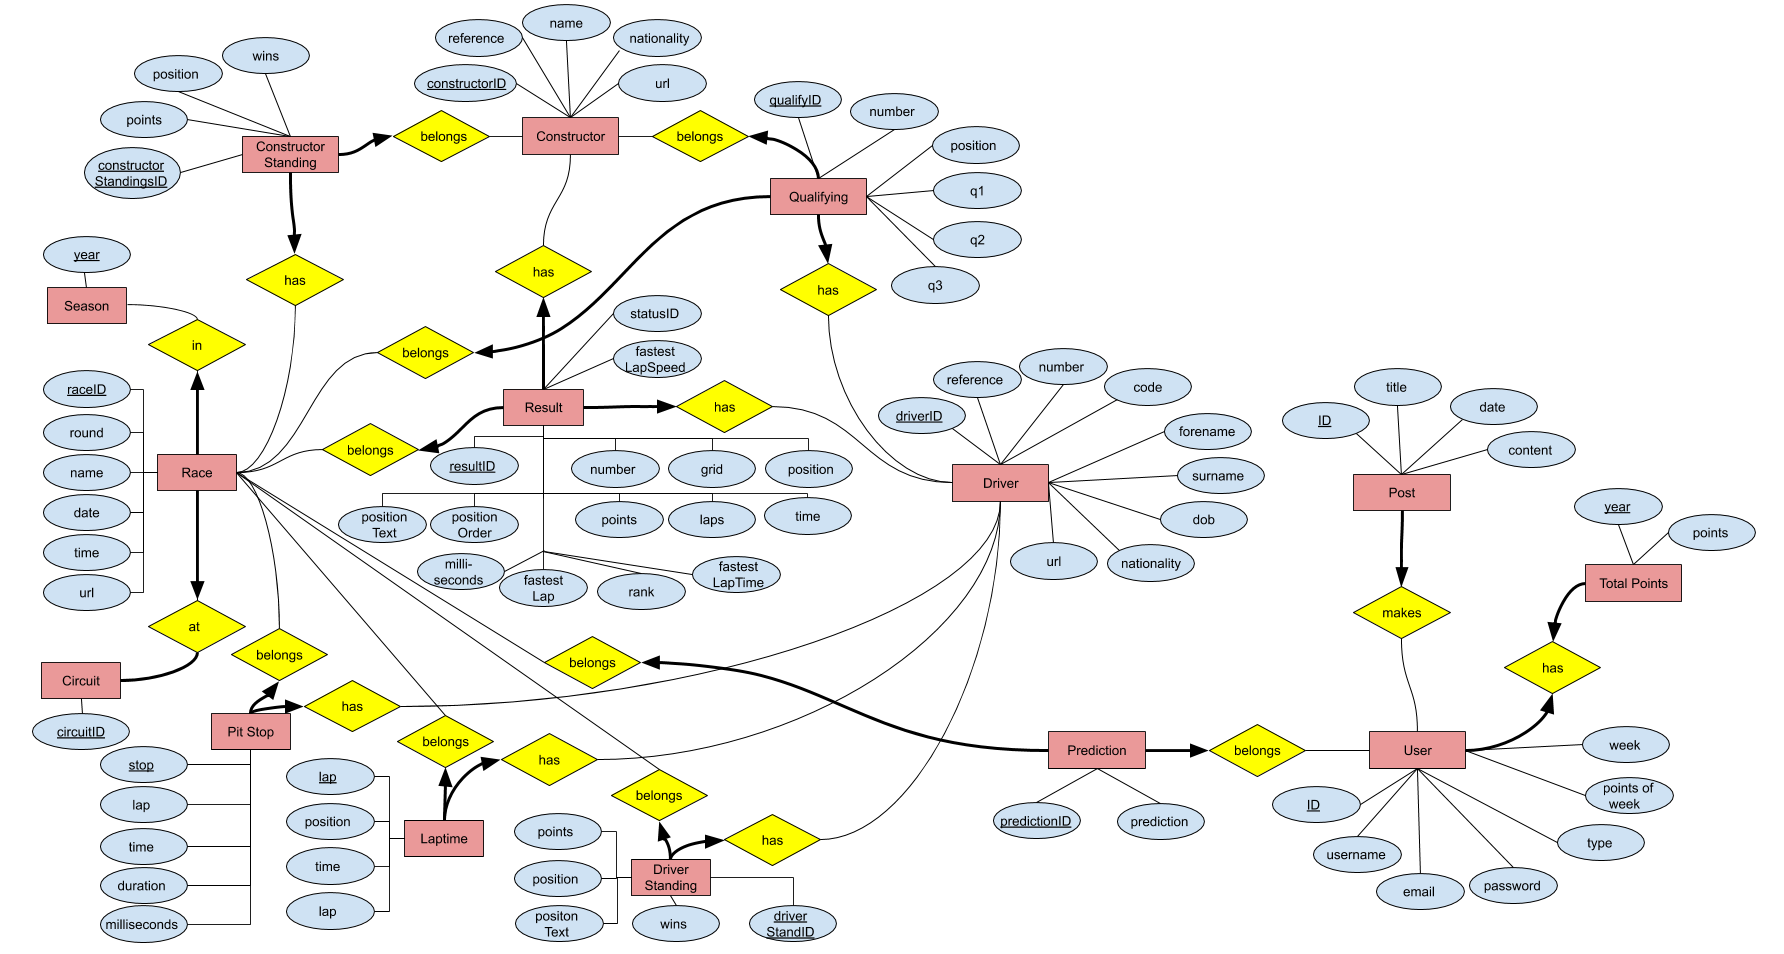 name
reference
nationality
wins
position
constructorID
url
qualifyID
number
points
belongs
Constructor
belongs
position
Constructor
Standing
constructor
StandingsID
q1
Qualifying
q2
year
has
has
has
q3
Season
statusID
in
belongs
fastest
LapSpeed
number
reference
code
title
raceID
Result
has
driverID
date
ID
round
forename
belongs
content
resultID
number
grid
position
Race
name
surname
Driver
Post
year
date
position
Text
position
Order
points
laps
time
dob
points
time
url
nationality
milli-
seconds
fastest
Lap
rank
fastest
LapTime
Total Points
url
makes
at
belongs
belongs
has
Circuit
has
circuitID
Pit Stop
belongs
has
Prediction
belongs
User
week
stop
lap
belongs
points of
week
ID
lap
position
predictionID
prediction
time
Laptime
points
has
type
time
username
duration
position
Driver
Standing
email
password
lap
milliseconds
positon
Text
wins
driver
StandID